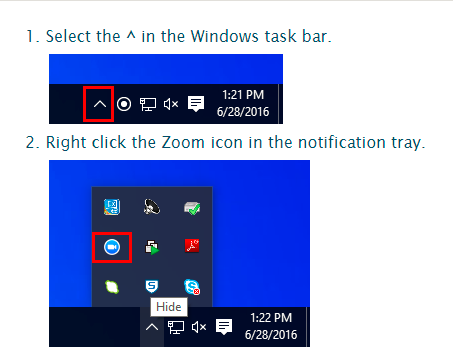 1. Select the ^ in the Windows task bar.
1:21 PM
6/28/2016
2. Right click the Zoom icon in the notification tray.
Hide
1:22 PM
6/28/2016